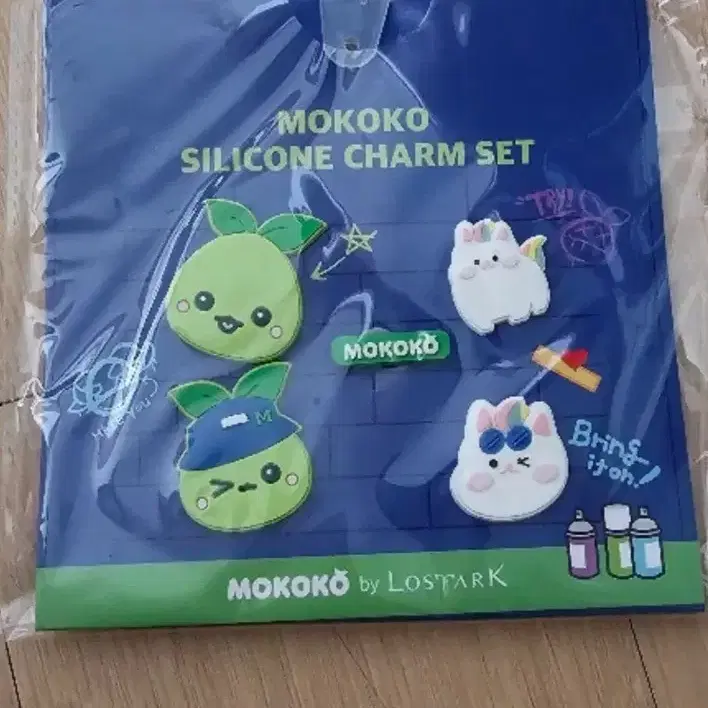 MOKOKO
SILICONE CHARM SET
TRY!
MOKOKO
M
Bring
it on!
MOKOKO by LOSTARK